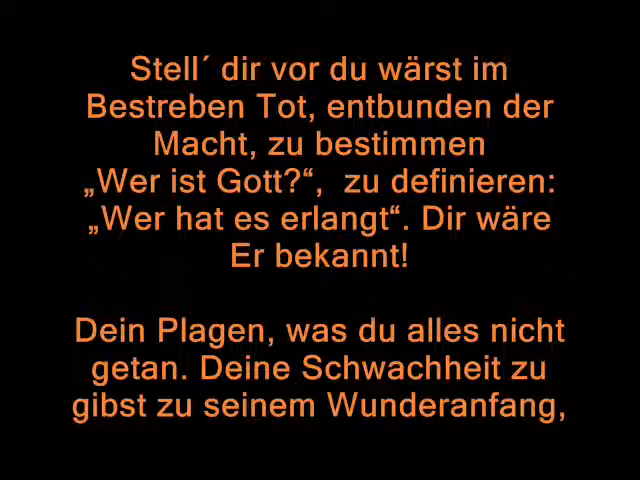 Stell´ dir vor du wärst im
Bestreben Tot, entbunden der
Macht, zu bestimmen
„Wer ist Gott?“,  zu definieren:
„Wer hat es erlangt“. Dir wäre
Er bekannt!
Dein Plagen, was du alles nicht
getan. Deine Schwachheit zu
gibst zu seinem Wunderanfang,